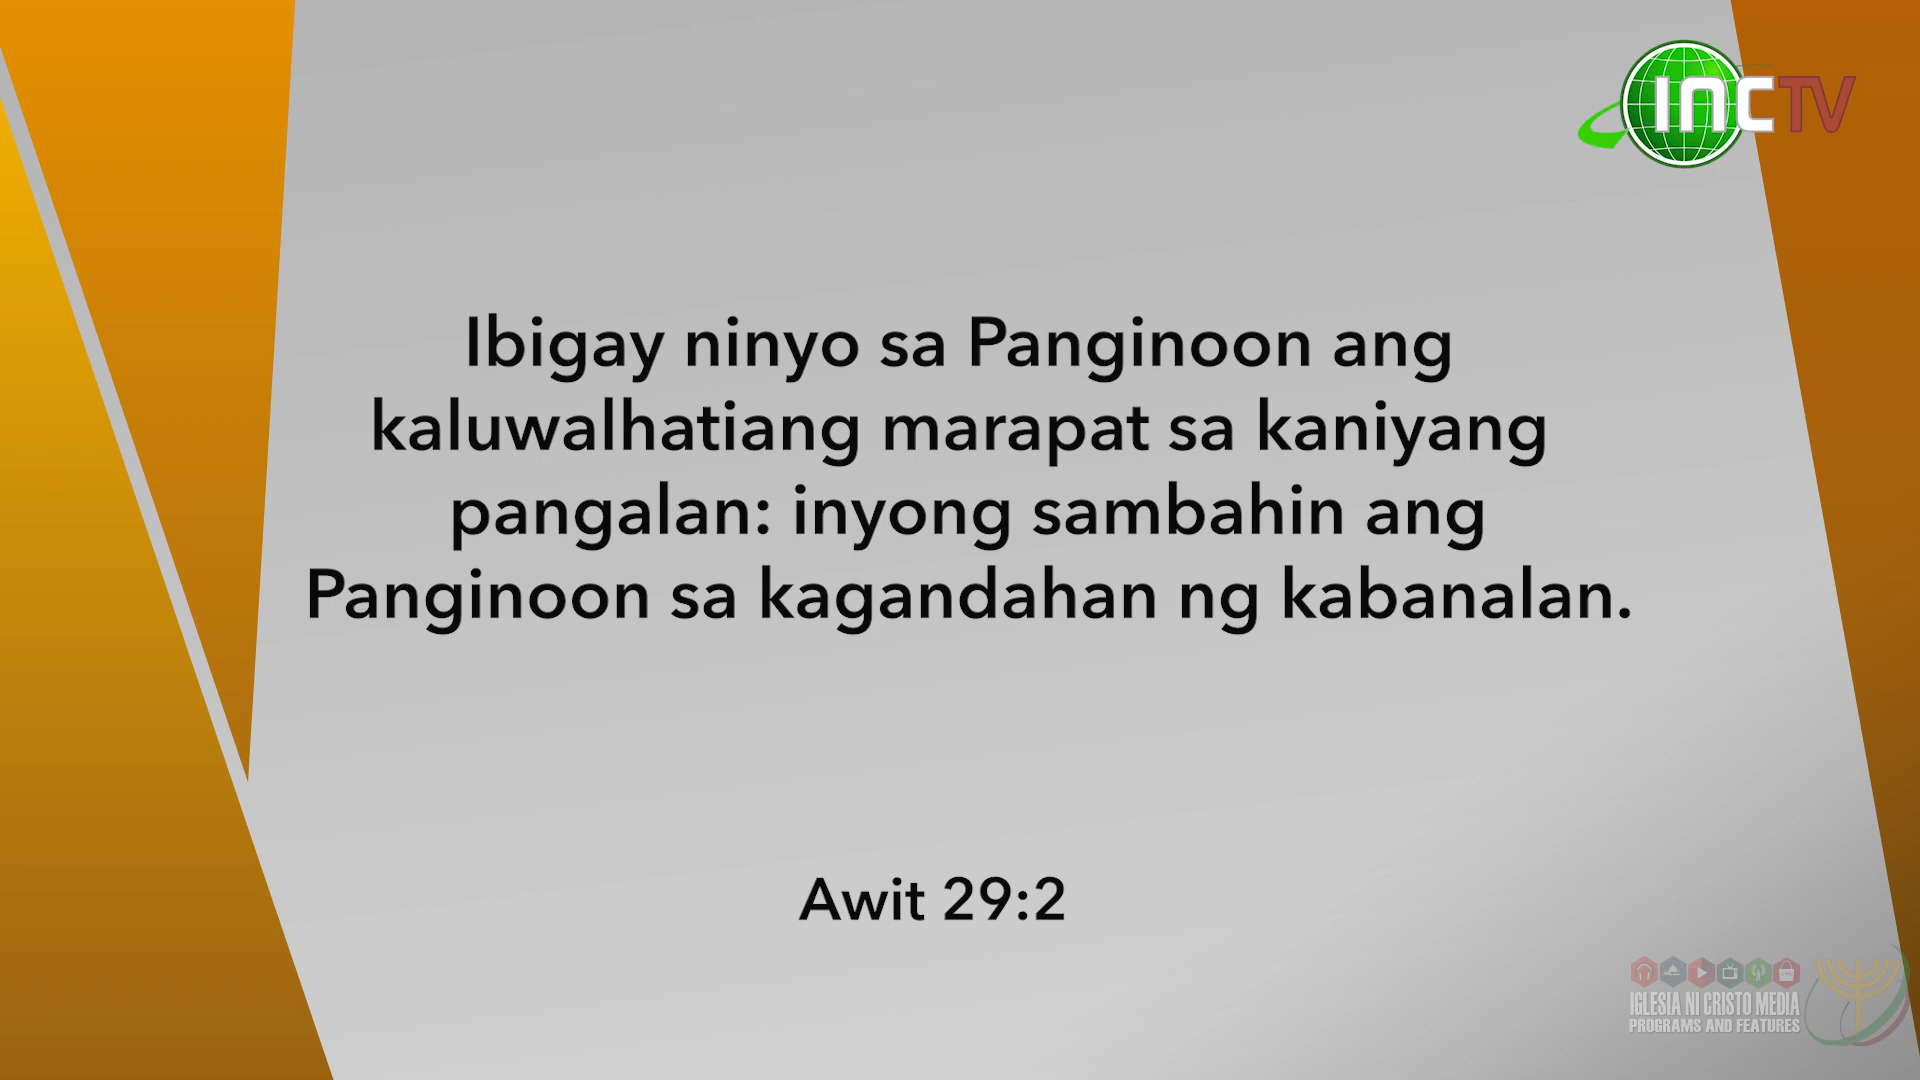 INCTV
Ibigay ninyo sa Panginoon ang
kaluwalhatiang marapat sa kaniyang
pangalan: inyong sambahin ang
Panginoon sa kagandahan ng kabanalan.
Awit 29:2
IGLESIA NI CRISTO MEDIA
PROGRAMS AND FEATURES